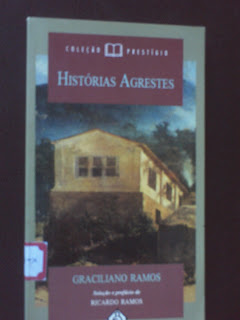 COLEÇÃO PRESTÍGIO
HISTÓRIAS AGRESTES
GRACILIANO RAMOS
Seleção e prefácio de
RICARDO RAMOS